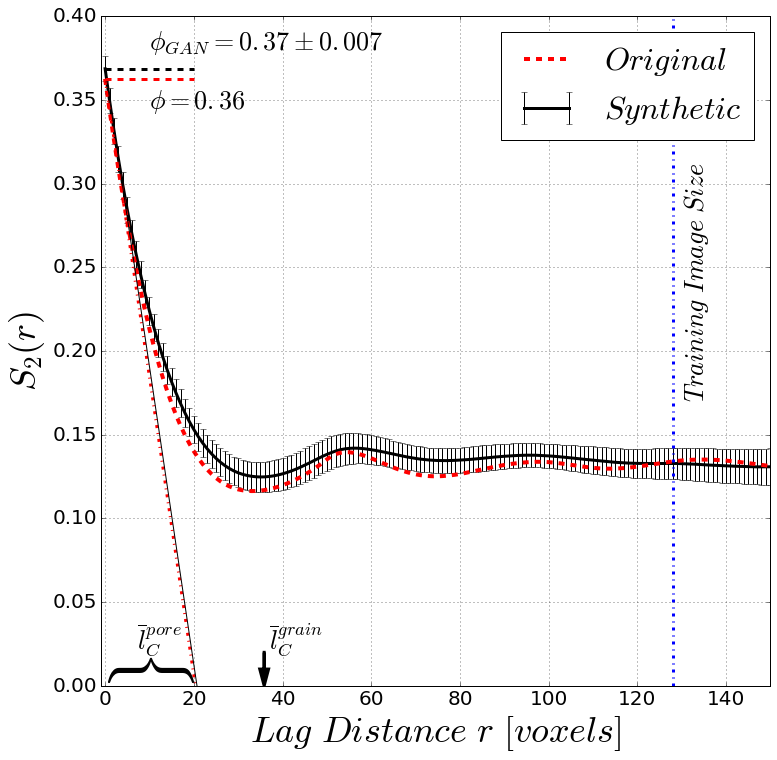 0.40
0.35
0.30
0.25
0.20
0.15
0.10
0.05
0.00
S₂(r)
ϕ_GAN = 0.37 ± 0.007
ϕ = 0.36
Original
Synthetic
Training Image Size
l̄_C^pore
l̄_C^grain
0 20 40 60 80 100 120 140
Lag Distance r [voxels]